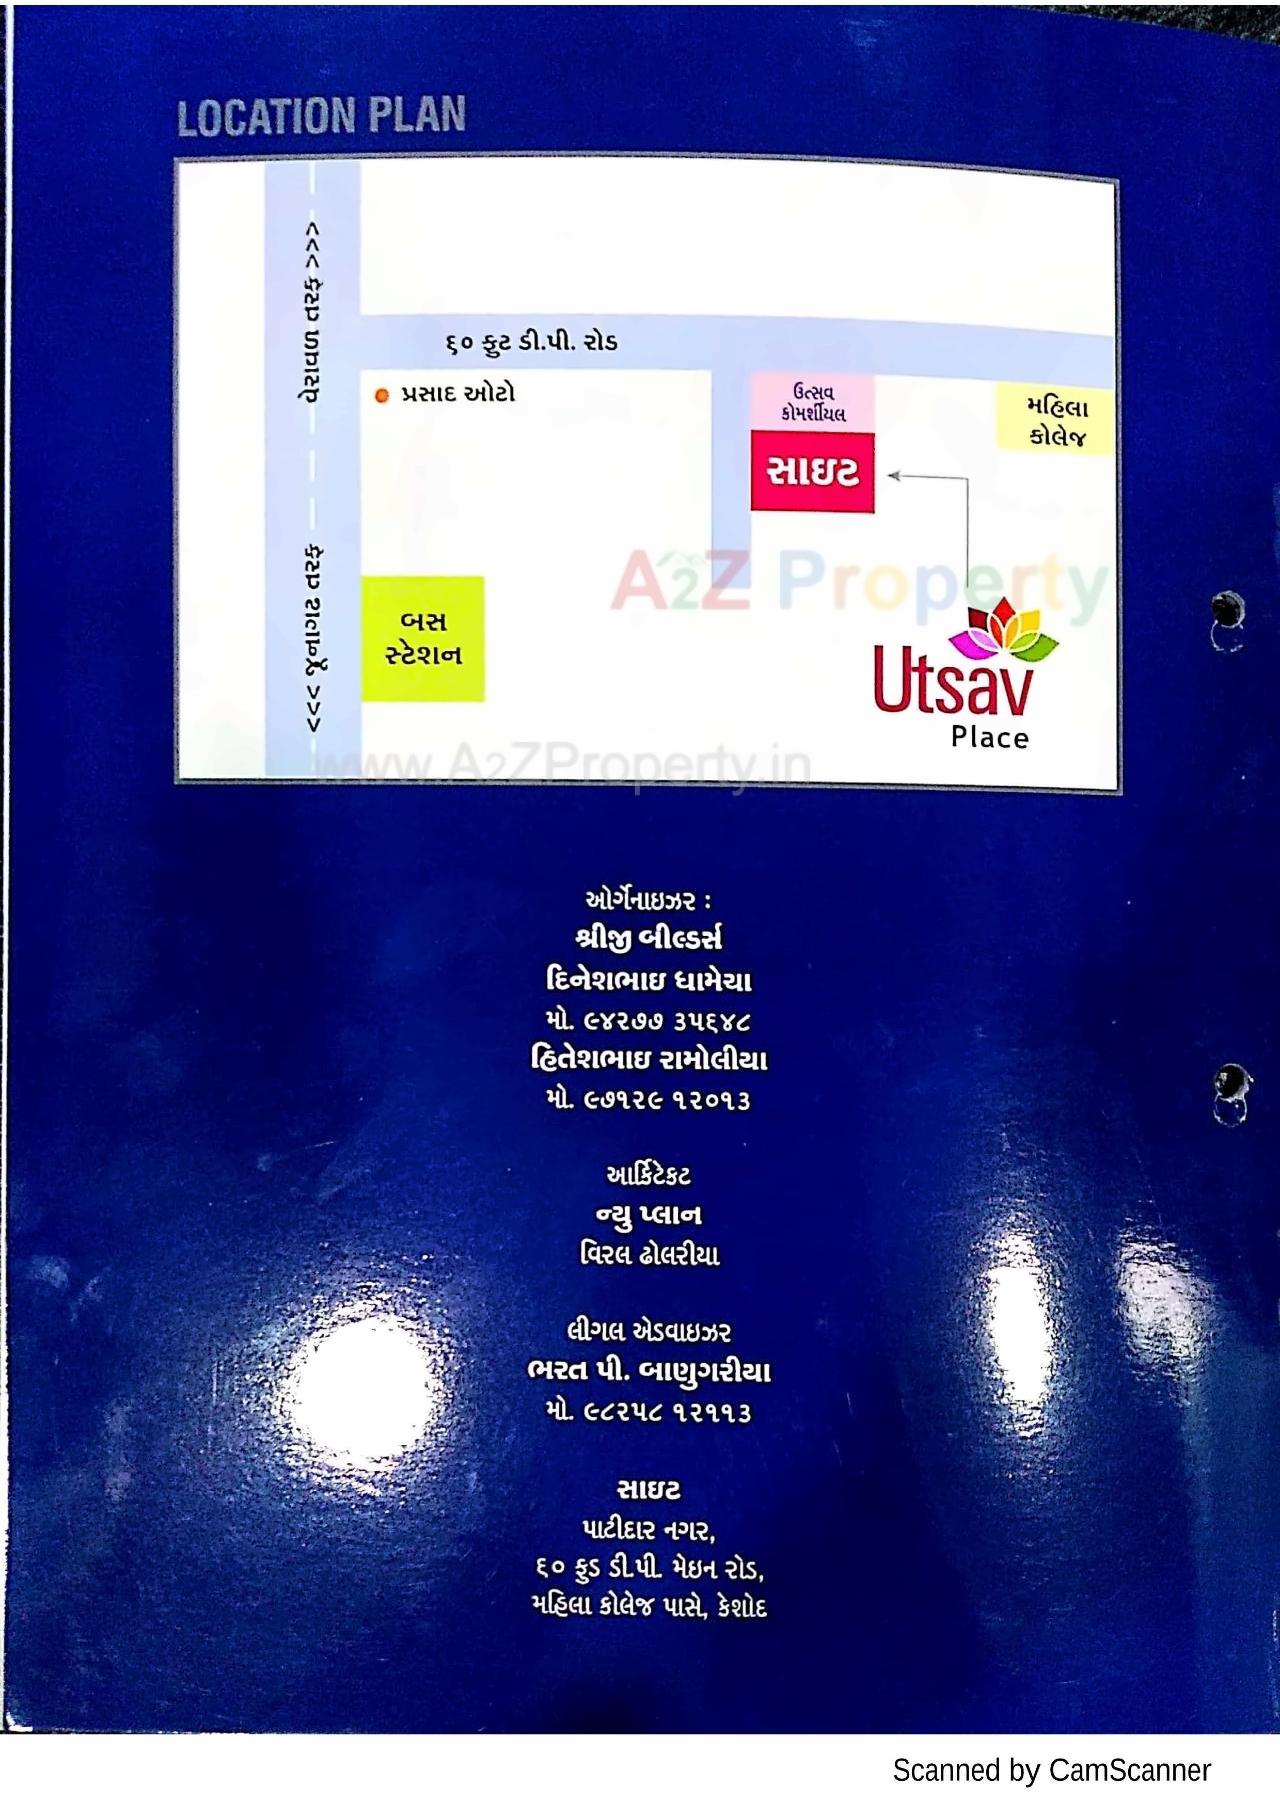 LOCATION PLAN
વેરાવળ તરફ >>>
૬૦ ફુટ ડી.પી. રોડ
પ્રસાદ ઓટો
ઉત્સવ
કોમર્શીયલ
સાઇટ
મહિલા
કોલેજ
A2Z Property
<<< જૂનાગઢ તરફ
બસ
સ્ટેશન
Utsav
Place
www.A2ZProperty.in
ઓર્ગેનાઇઝર :
શ્રીજી બીલ્ડર્સ
દિનેશભાઇ ધામેચા
મો. ૯૪૨૭૭ ૩૫૬૪૮
હિતેશભાઇ રામોલીયા
મો. ૯૭૧૨૯ ૧૨૦૧૩
આર્કિટેકટ
ન્યુ પ્લાન
વિરલ ઢોલરીયા
લીગલ એડવાઇઝર
ભરત પી. બાણુગરીયા
મો. ૯૮૨૫૮ ૧૨૧૧૩
સાઇટ
પાટીદાર નગર,
૬૦ ફુડ ડી.પી. મેઇન રોડ,
મહિલા કોલેજ પાસે, કેશોદ
Scanned by CamScanner